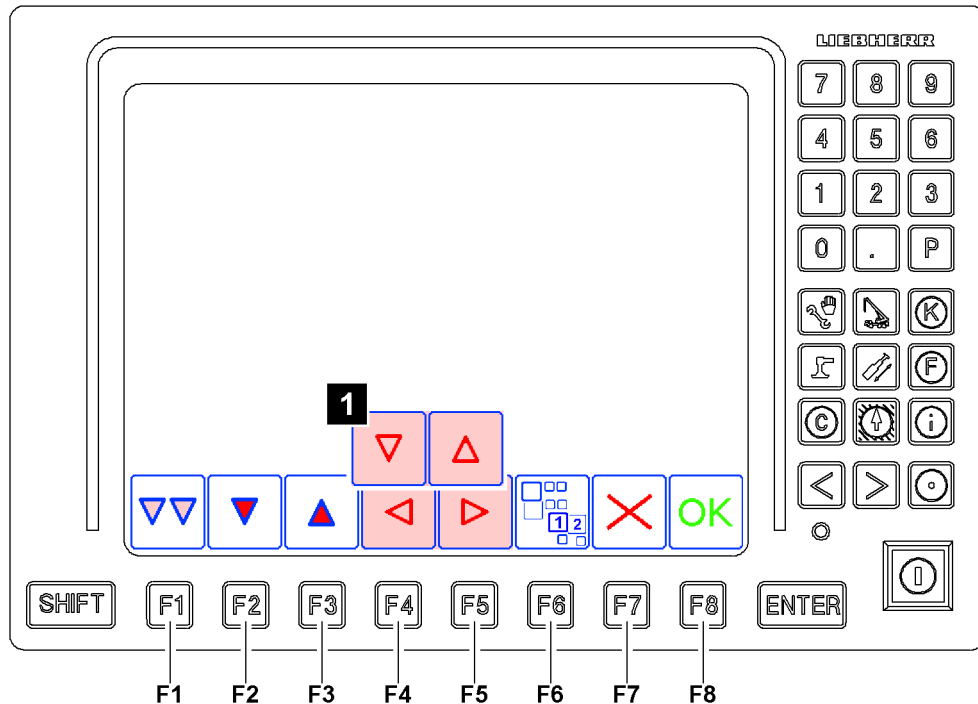 LIEBHERR
7 8 9
4 5 6
1 2 3
0 . P
K
F
C i
< >
1
1 2
OK
SHIFT F1 F2 F3 F4 F5 F6 F7 F8 ENTER
F1 F2 F3 F4 F5 F6 F7 F8